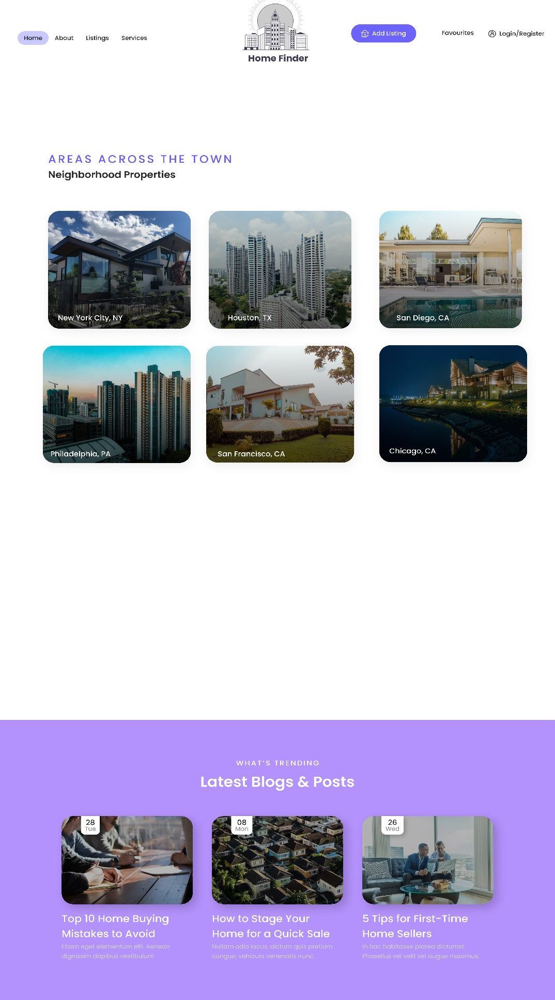 Home About Listings Services
Add Listing Favourites Login/Register
Home Finder
AREAS ACROSS THE TOWN
Neighborhood Properties
New York City, NY
Houston, TX
San Diego, CA
Philadelphia, PA
San Francisco, CA
Chicago, CA
WHAT'S TRENDING
Latest Blogs & Posts
28
Tue
Top 10 Home Buying
Mistakes to Avoid
Etiam eget elementum elit. Aenean
dignissim dapibus vestibulum
08
Mon
How to Stage Your
Home for a Quick Sale
Nullam odio lacus, dictum quis pretium
congue, vehicula venenatis nunc.
26
Wed
5 Tips for First-Time
Home Sellers
In hac habitasse platea dictumst.
Phasellus vel velit vel augue maximus.